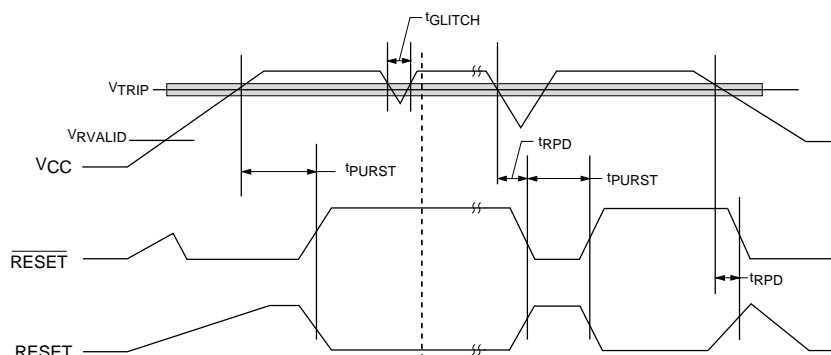 tGLITCH
VTRIP
VRVALID
VCC
tPURST
tRPD
tPURST
RESET
tRPD
RESET